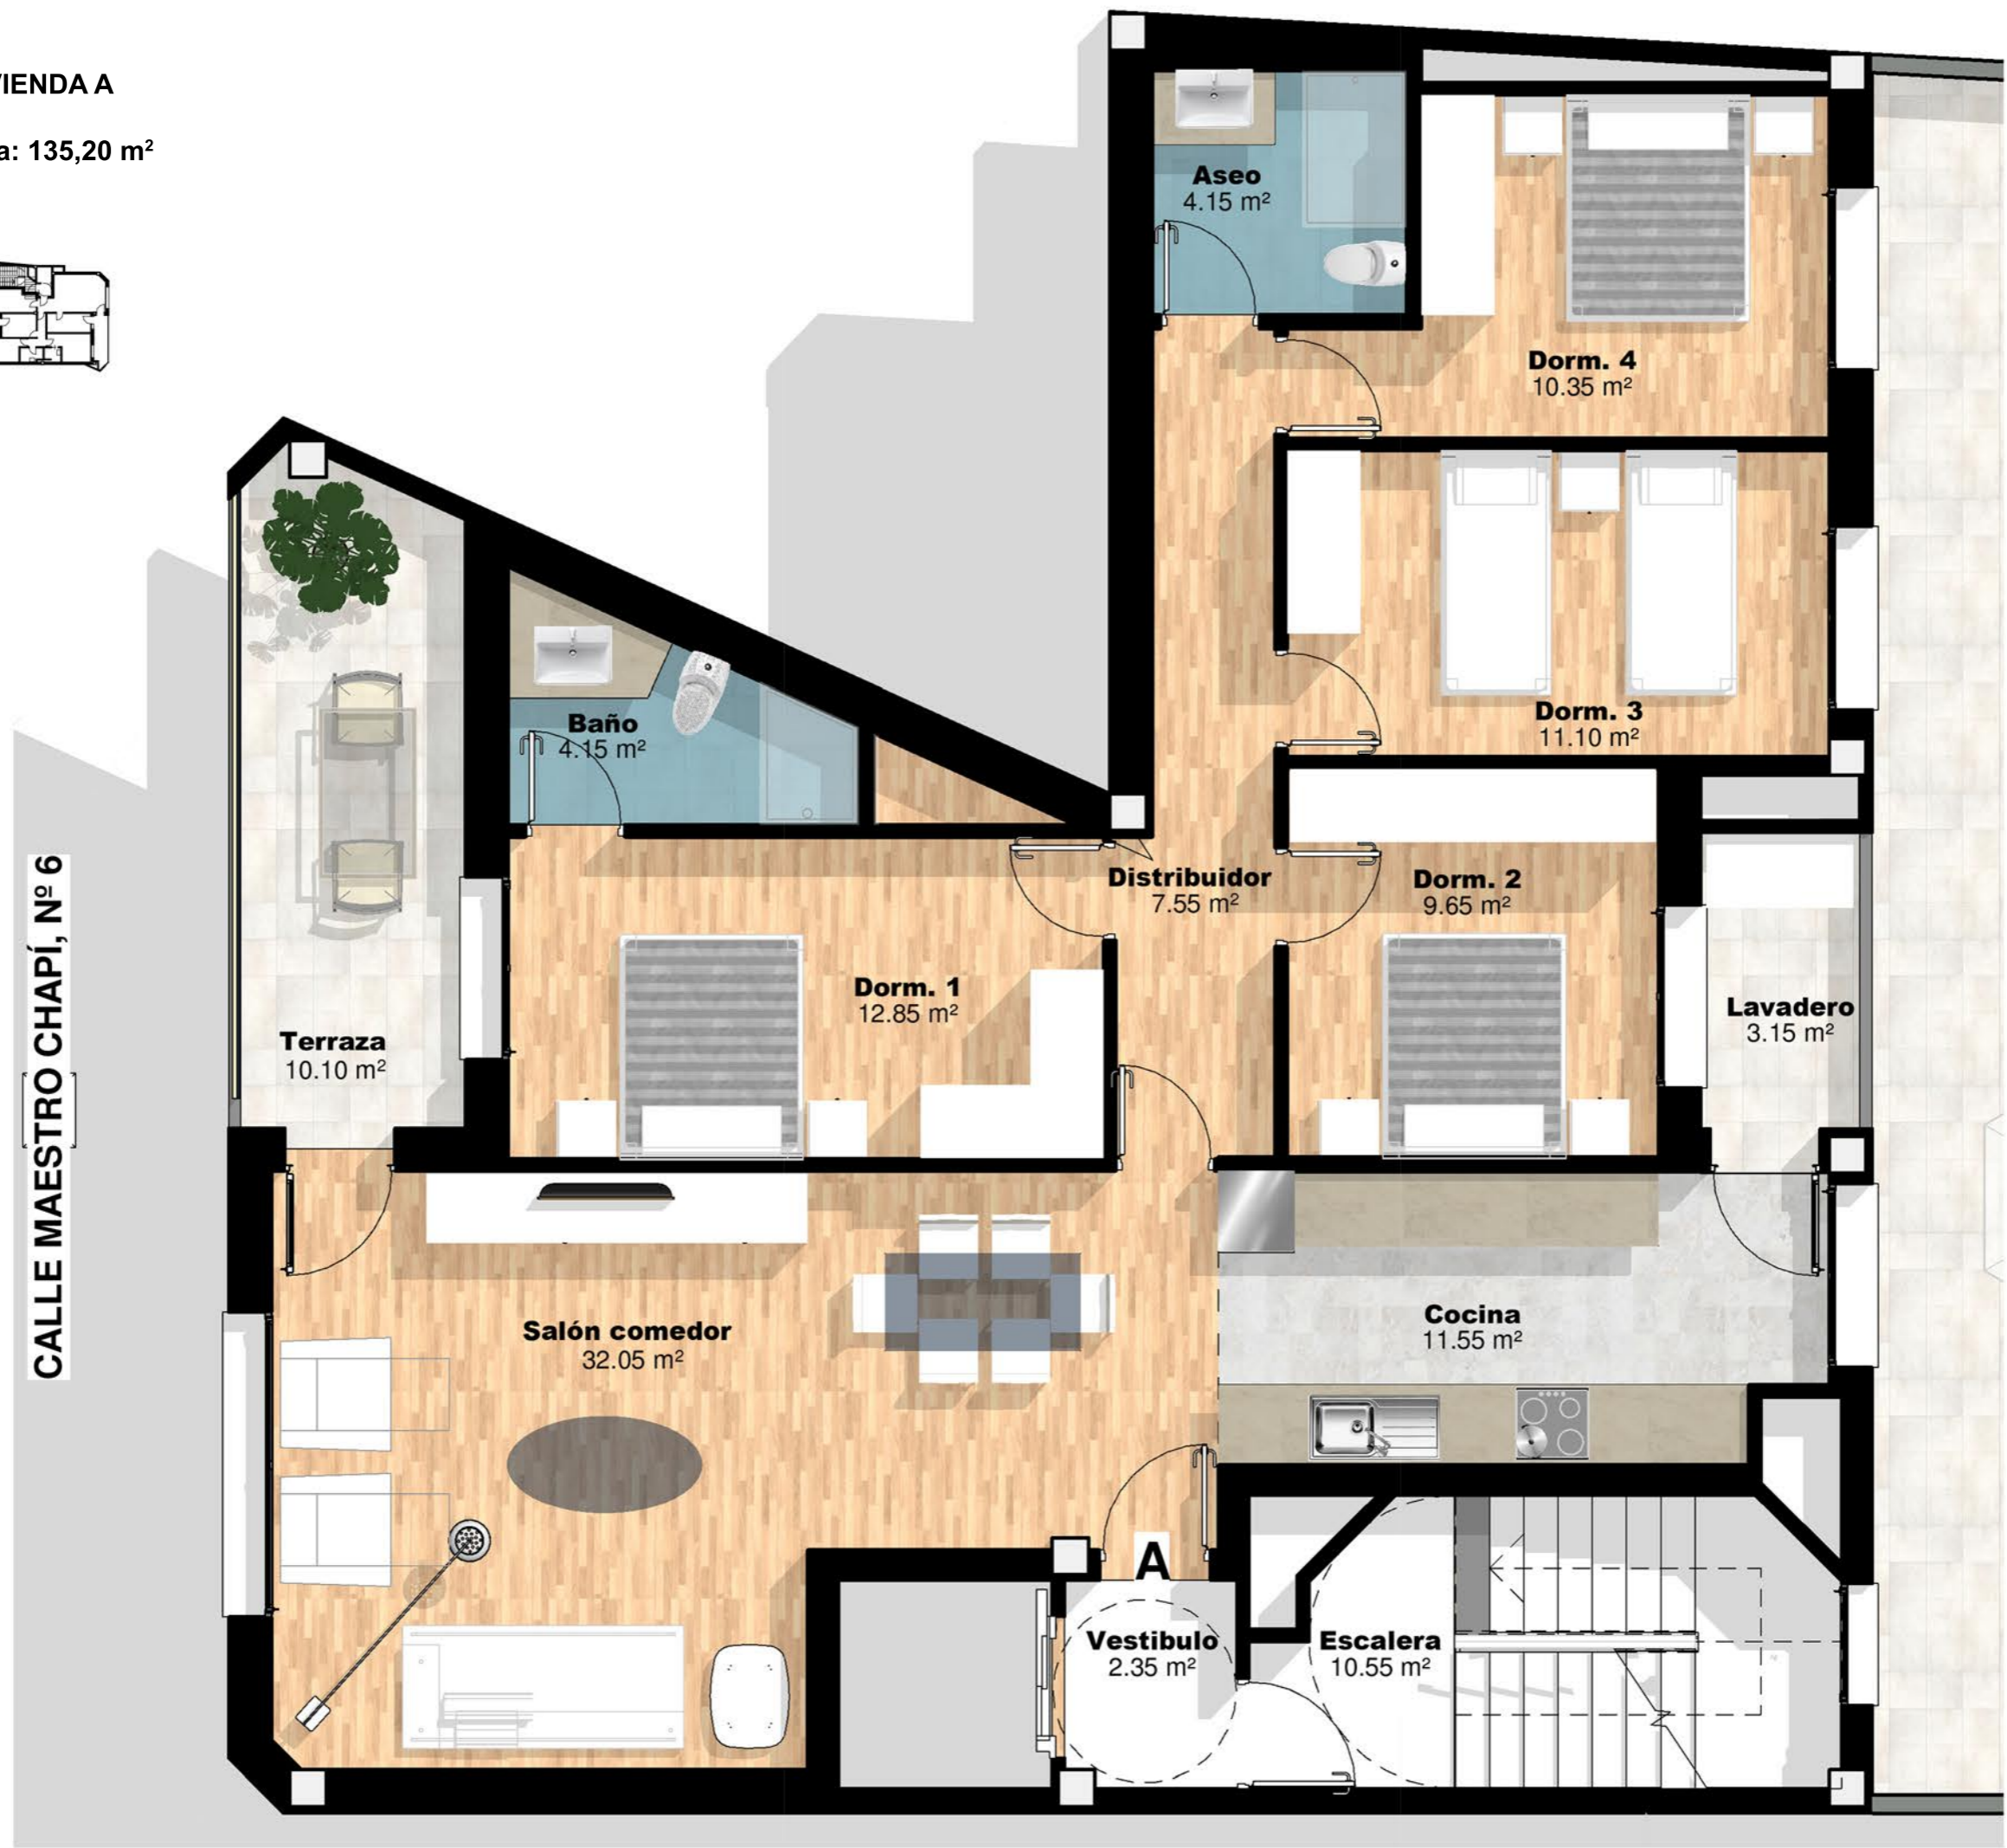 VIENDA A
a: 135,20 m²
Aseo
4.15 m²
Dorm. 4
10.35 m²
Dorm. 3
11.10 m²
Baño
4.15 m²
Distribuidor
7.55 m²
Dorm. 2
9.65 m²
Dorm. 1
12.85 m²
Lavadero
3.15 m²
Terraza
10.10 m²
CALLE MAESTRO CHAPÍ, Nº 6
Salón comedor
32.05 m²
Cocina
11.55 m²
A
Vestibulo
2.35 m²
Escalera
10.55 m²